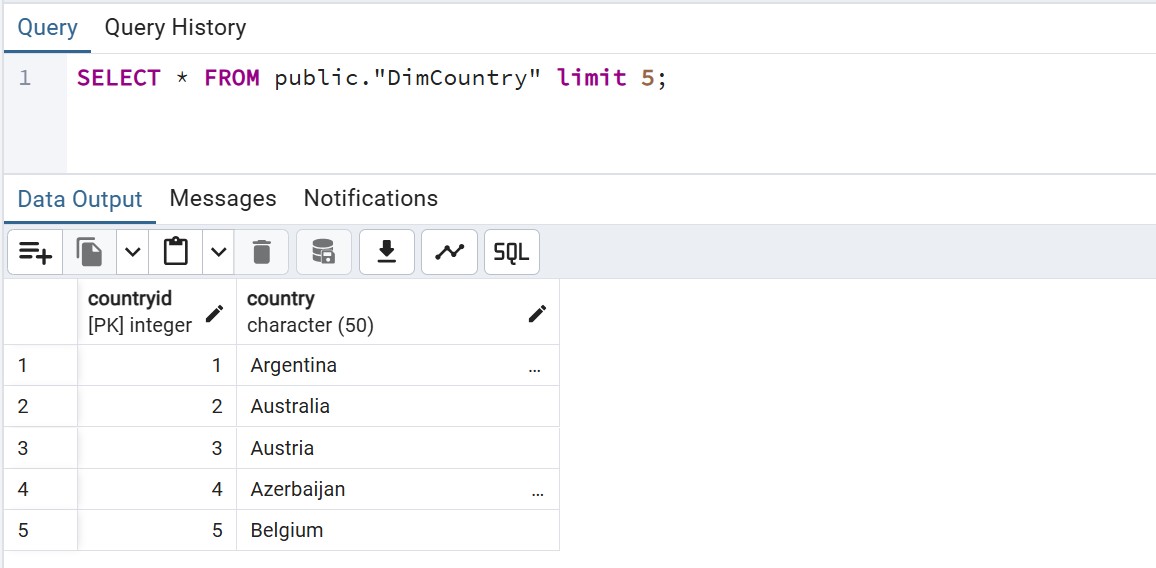 Query Query History
1 SELECT * FROM public."DimCountry" limit 5;
Data Output Messages Notifications
SQL
countryid country
[PK] integer character (50)
1 1 Argentina ...
2 2 Australia
3 3 Austria
4 4 Azerbaijan ...
5 5 Belgium